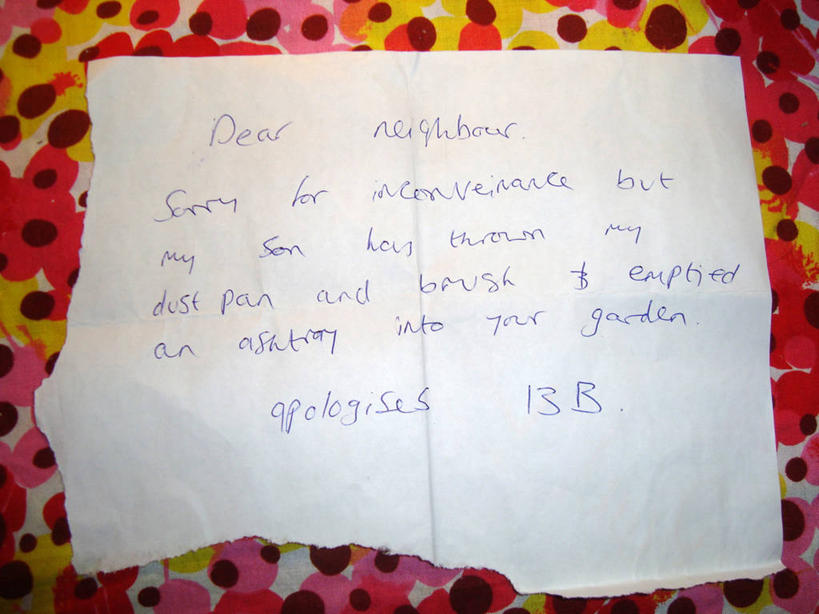 Dear neighbour.
Sorry for inconveinance but
my son has thrown my
dust pan and brush & emptied
an ashtray into your garden.
apologises 13B.